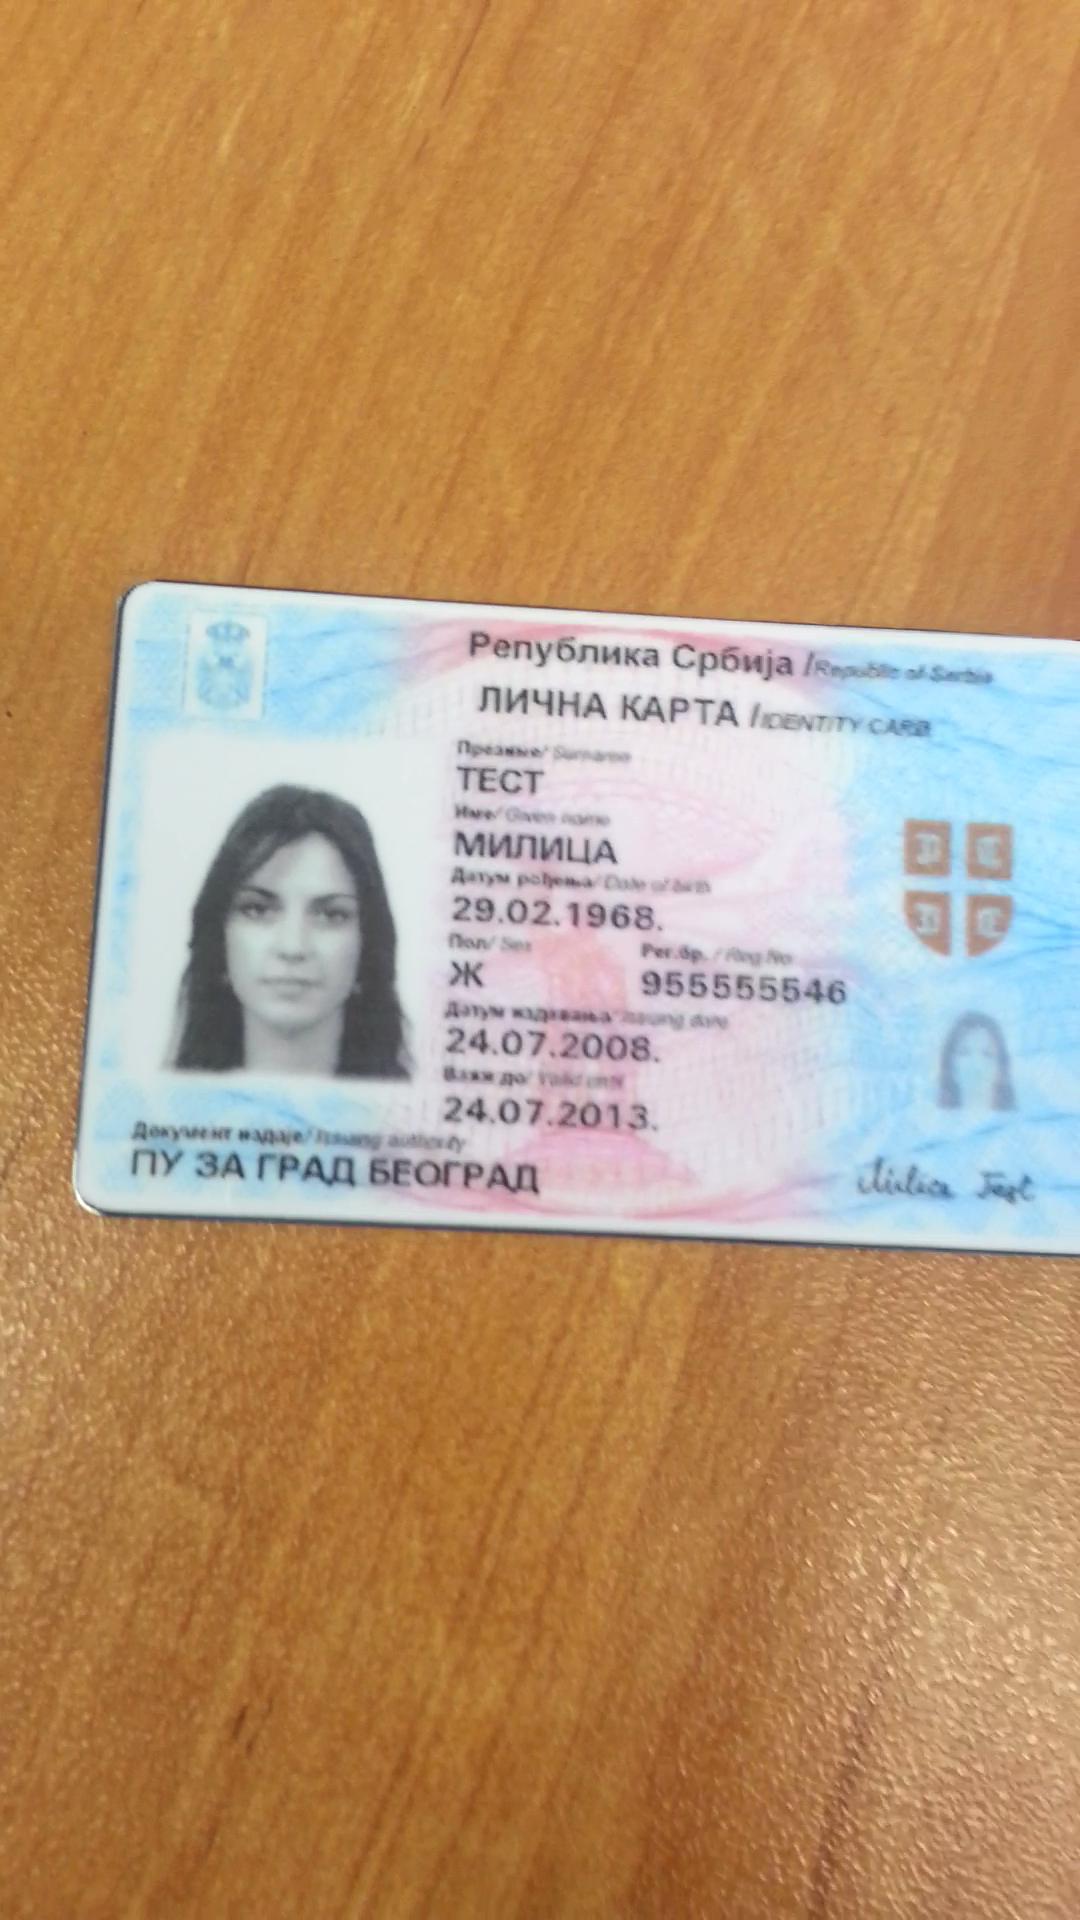 Република Србија /Republic of Serbia
ЛИЧНА КАРТА /IDENTITY CARD
Презиме/ Surname
ТЕСТ
Име/ Given name
МИЛИЦА
Датум рођења/ Date of birth
29.02.1968.
Пол/ Sex Рег.бр. / Reg.No
Ж 955555546
Датум издавања/ Issuing date
24.07.2008.
Важи до/ Valid until
24.07.2013.
Документ издаје/ Issuing authority
ПУ ЗА ГРАД БЕОГРАД
Milica Test